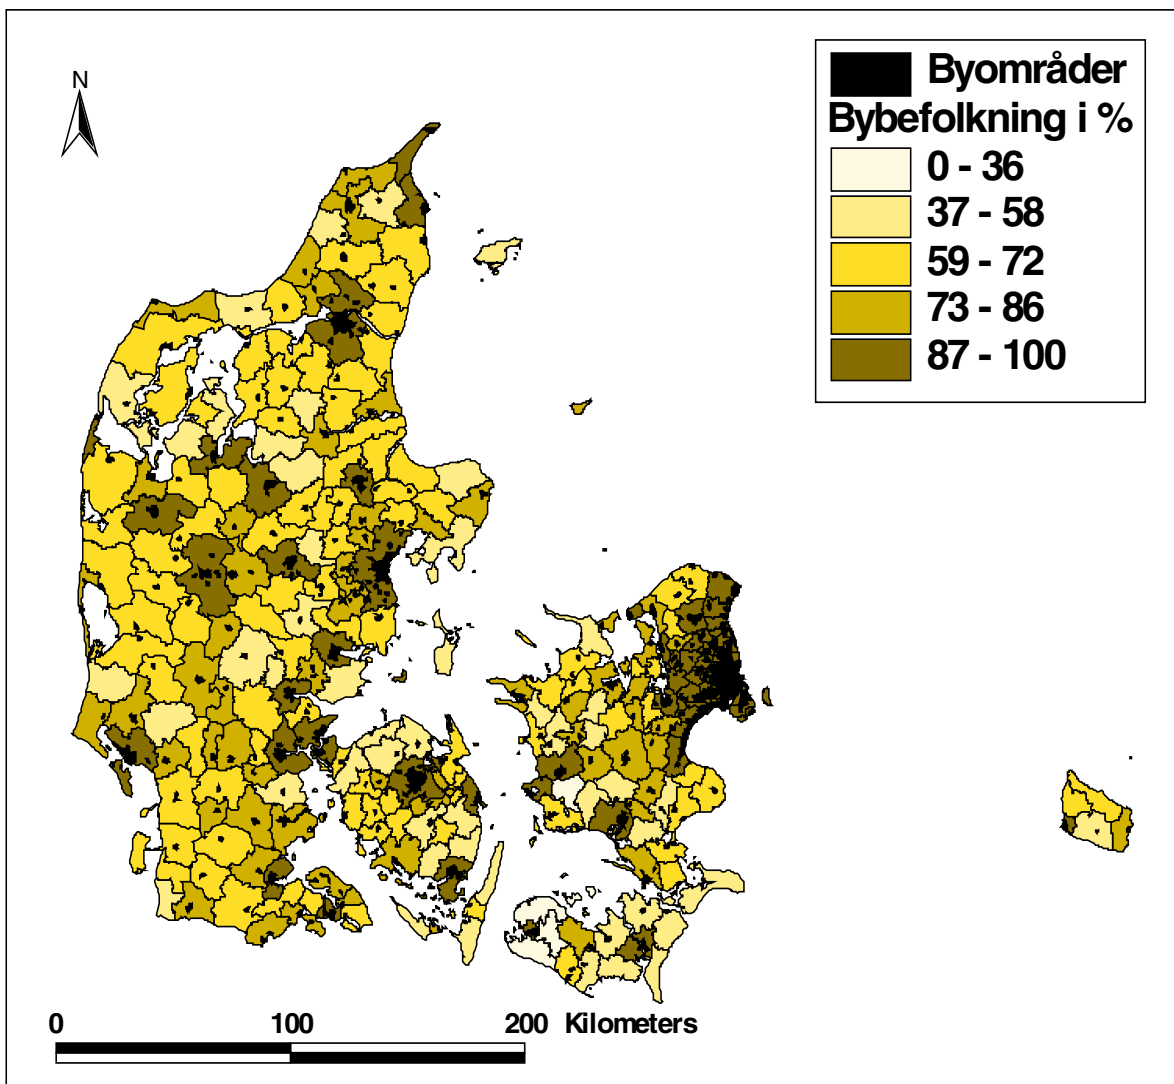 N
Byområder
Bybefolkning i %
0 - 36
37 - 58
59 - 72
73 - 86
87 - 100
0 100 200 Kilometers